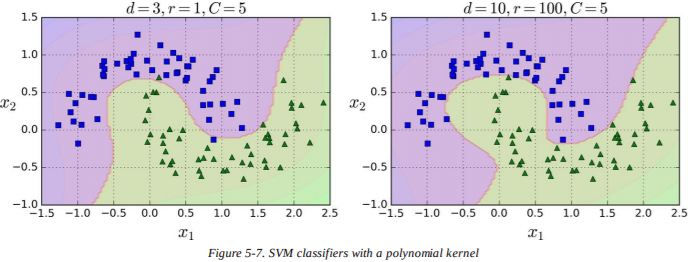 d = 3, r = 1, C = 5
d = 10, r = 100, C = 5
1.5
1.0
0.5
0.0
−0.5
−1.0
x₂
−1.5 −1.0 −0.5 0.0 0.5 1.0 1.5 2.0 2.5
x₁
1.5
1.0
0.5
0.0
−0.5
−1.0
x₂
−1.5 −1.0 −0.5 0.0 0.5 1.0 1.5 2.0 2.5
x₁
Figure 5-7. SVM classifiers with a polynomial kernel